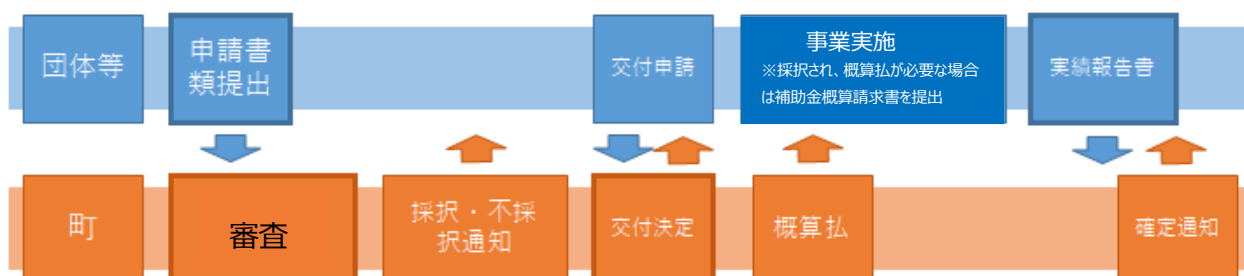 団体等
申請書
類提出
交付申請
事業実施
※採択され、概算払が必要な場合
は補助金概算請求書を提出
実績報告書
町
審査
採択・不採
択通知
交付決定
概算払
確定通知